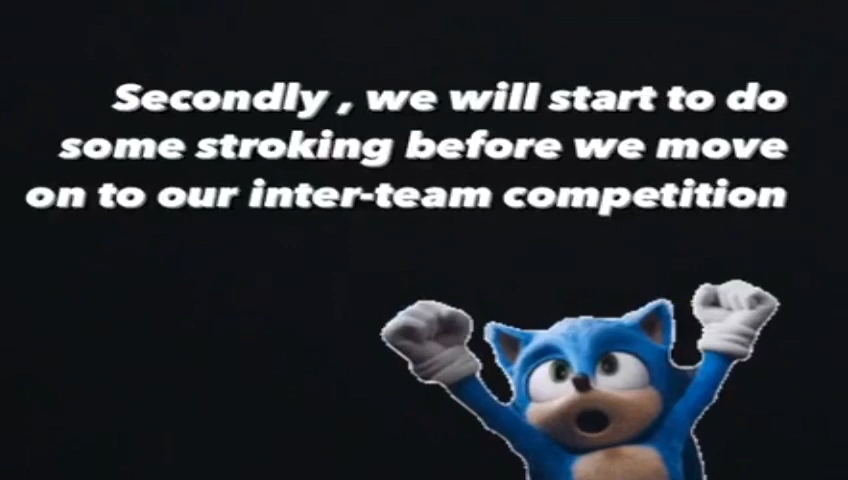 Secondly , we will start to do
some stroking before we move
on to our inter-team competition